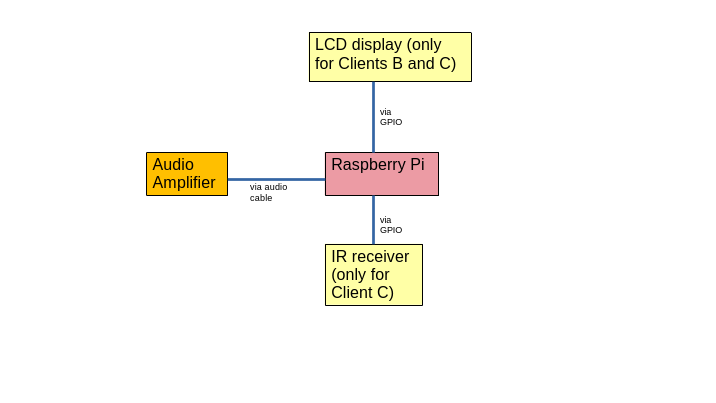 LCD display (only
for Clients B and C)
via
GPIO
Audio
Amplifier
via audio
cable
Raspberry Pi
via
GPIO
IR receiver
(only for
Client C)